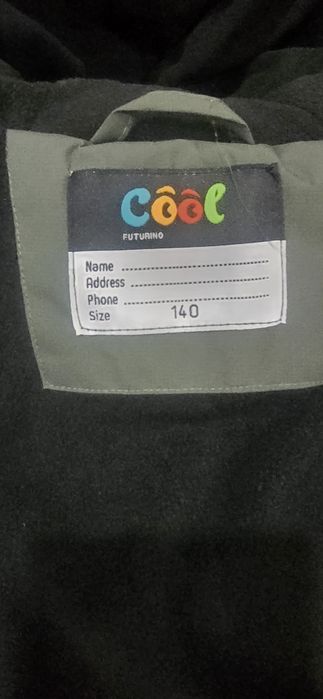 Côôl
FUTURINO
Name
Address
Phone
Size 140